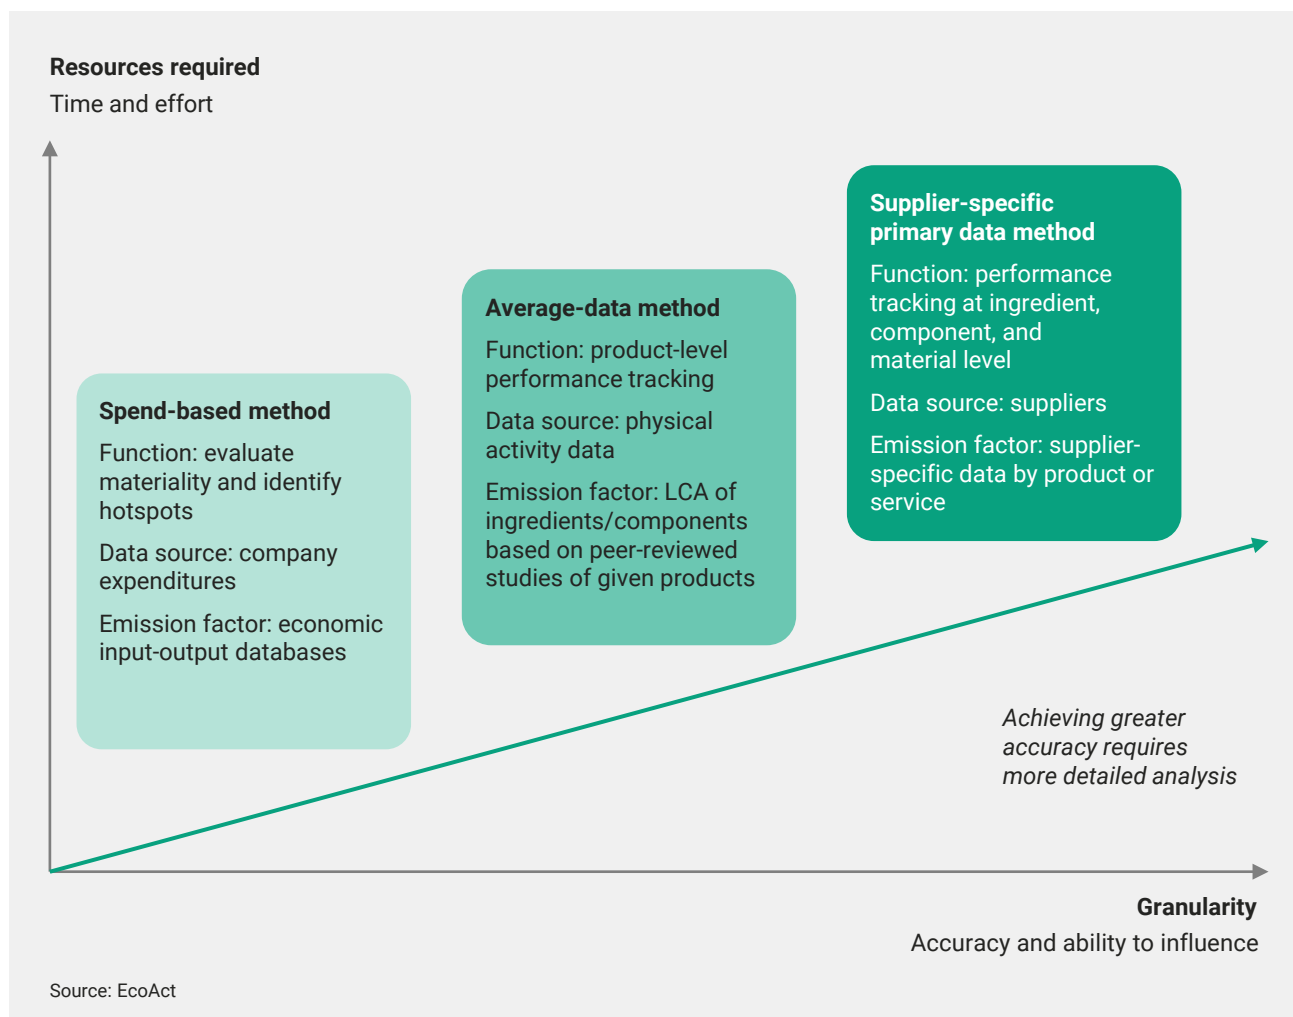 Resources required
Time and effort
Supplier-specific
primary data method
Function: performance
tracking at ingredient,
component, and
material level
Data source: suppliers
Emission factor: supplier-
specific data by product or
service
Average-data method
Function: product-level
performance tracking
Data source: physical
activity data
Emission factor: LCA of
ingredients/components
based on peer-reviewed
studies of given products
Spend-based method
Function: evaluate
materiality and identify
hotspots
Data source: company
expenditures
Emission factor: economic
input-output databases
Achieving greater
accuracy requires
more detailed analysis
Granularity
Accuracy and ability to influence
Source: EcoAct